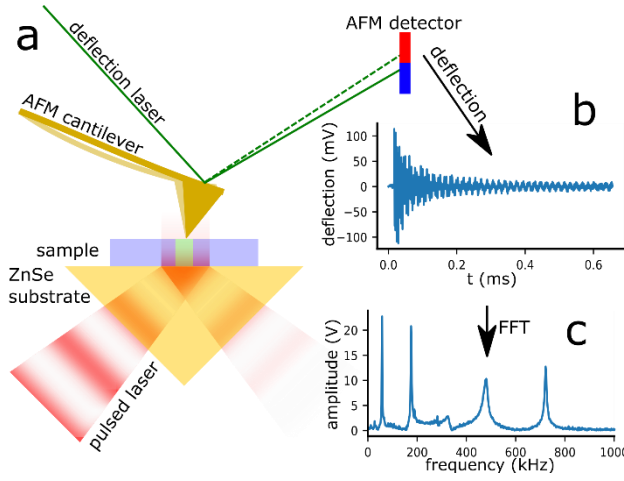 a
deflection laser
AFM cantilever
AFM detector
deflection
sample
ZnSe
substrate
pulsed laser
b
deflection (mV)
100
50
0
−50
−100
0.0 0.2 0.4 0.6
t (ms)
FFT
c
amplitude (V)
20
15
10
5
0
0 200 400 600 800 1000
frequency (kHz)